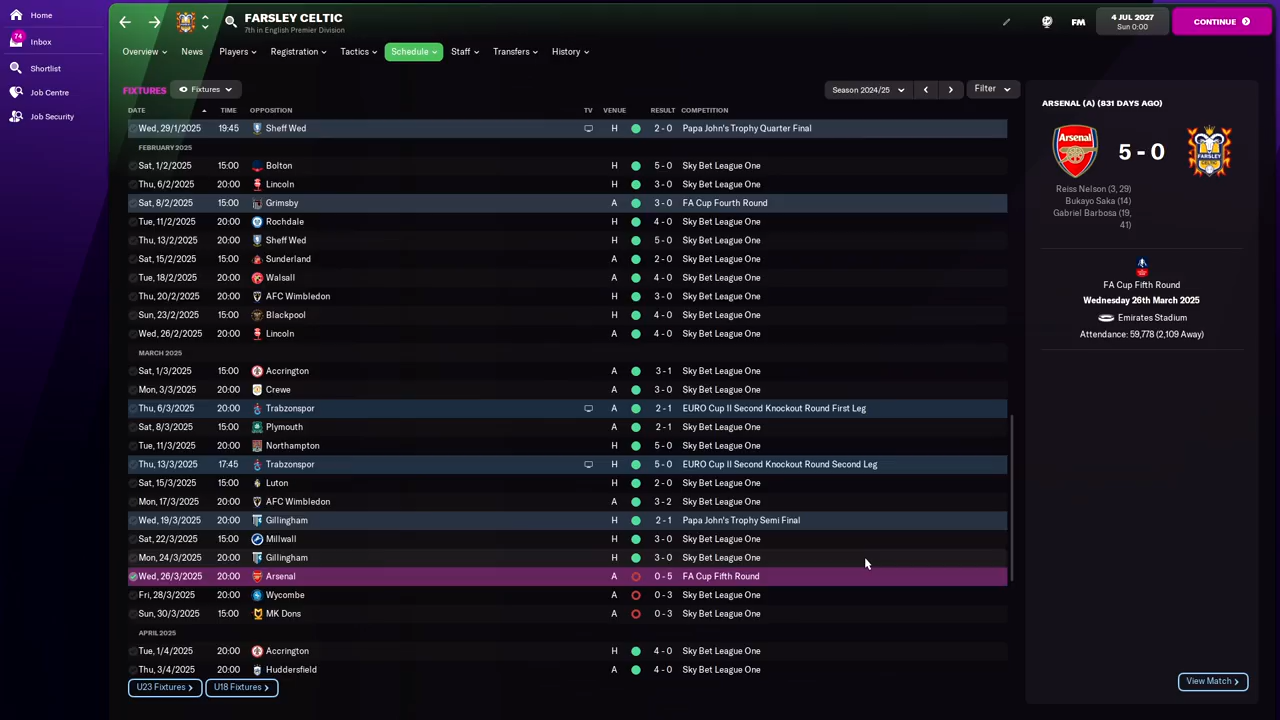 Home
FARSLEY CELTIC
7th in English Premier Division
FM
4 JUL 2027
Sun 0:00
CONTINUE
74
Inbox
Overview
News
Players
Registration
Tactics
Schedule
Staff
Transfers
History
Shortlist
Job Centre
Job Security
FIXTURES
Fixtures
Season 2024/25
Filter
DATE TIME OPPOSITION TV VENUE RESULT COMPETITION
Wed, 29/1/2025 19:45 Sheff Wed H 2 - 0 Papa John's Trophy Quarter Final
FEBRUARY 2025
Sat, 1/2/2025 15:00 Bolton H 5 - 0 Sky Bet League One
Thu, 6/2/2025 20:00 Lincoln H 3 - 0 Sky Bet League One
Sat, 8/2/2025 15:00 Grimsby A 3 - 0 FA Cup Fourth Round
Tue, 11/2/2025 20:00 Rochdale H 4 - 0 Sky Bet League One
Thu, 13/2/2025 20:00 Sheff Wed H 5 - 0 Sky Bet League One
Sat, 15/2/2025 15:00 Sunderland A 2 - 0 Sky Bet League One
Tue, 18/2/2025 20:00 Walsall A 4 - 0 Sky Bet League One
Thu, 20/2/2025 20:00 AFC Wimbledon H 3 - 0 Sky Bet League One
Sun, 23/2/2025 15:00 Blackpool A 4 - 0 Sky Bet League One
Wed, 26/2/2025 20:00 Lincoln A 4 - 0 Sky Bet League One
MARCH 2025
Sat, 1/3/2025 15:00 Accrington A 3 - 1 Sky Bet League One
Mon, 3/3/2025 20:00 Crewe A 3 - 0 Sky Bet League One
Thu, 6/3/2025 20:00 Trabzonspor A 2 - 1 EURO Cup II Second Knockout Round First Leg
Sat, 8/3/2025 15:00 Plymouth A 2 - 1 Sky Bet League One
Tue, 11/3/2025 20:00 Northampton H 5 - 0 Sky Bet League One
Thu, 13/3/2025 17:45 Trabzonspor H 5 - 0 EURO Cup II Second Knockout Round Second Leg
Sat, 15/3/2025 15:00 Luton H 2 - 0 Sky Bet League One
Mon, 17/3/2025 20:00 AFC Wimbledon A 3 - 2 Sky Bet League One
Wed, 19/3/2025 20:00 Gillingham H 2 - 1 Papa John's Trophy Semi Final
Sat, 22/3/2025 15:00 Millwall H 3 - 0 Sky Bet League One
Mon, 24/3/2025 20:00 Gillingham H 3 - 0 Sky Bet League One
Wed, 26/3/2025 20:00 Arsenal A 0 - 5 FA Cup Fifth Round
Fri, 28/3/2025 20:00 Wycombe A 0 - 3 Sky Bet League One
Sun, 30/3/2025 15:00 MK Dons A 0 - 3 Sky Bet League One
APRIL 2025
Tue, 1/4/2025 20:00 Accrington H 4 - 0 Sky Bet League One
Thu, 3/4/2025 20:00 Huddersfield A 4 - 0 Sky Bet League One
U23 Fixtures
U18 Fixtures
ARSENAL (A) (831 DAYS AGO)
Arsenal
5 - 0
FARSLEY
Reiss Nelson (3, 29)
Bukayo Saka (14)
Gabriel Barbosa (19,
41)
FA Cup Fifth Round
Wednesday 26th March 2025
Emirates Stadium
Attendance: 59,778 (2,109 Away)
View Match